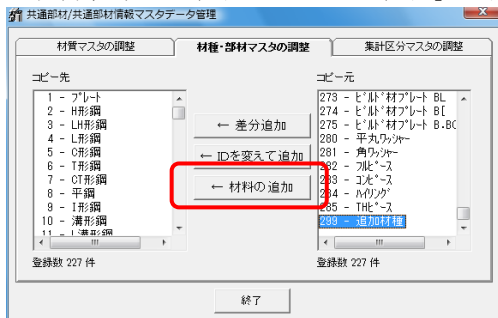 共通部材/共通部材情報マスタデータ管理
材質マスタの調整
材種・部材マスタの調整
集計区分マスタの調整
コピー先
1 - プレート
2 - H形鋼
3 - LH形鋼
4 - L形鋼
5 - C形鋼
6 - T形鋼
7 - CT形鋼
8 - 平鋼
9 - I形鋼
10 - 溝形鋼
登録数 227 件
← 差分追加
← IDを変えて追加
← 材料の追加
コピー元
273 - ビルド材プレート BL
274 - ビルド材プレート B[
275 - ビルド材プレート B.BC
280 - 平丸ワッシャー
281 - 角ワッシャー
282 - フルピース
283 - コンピース
284 - ハイリング
285 - THピース
299 - 追加材種
登録数 227 件
終了